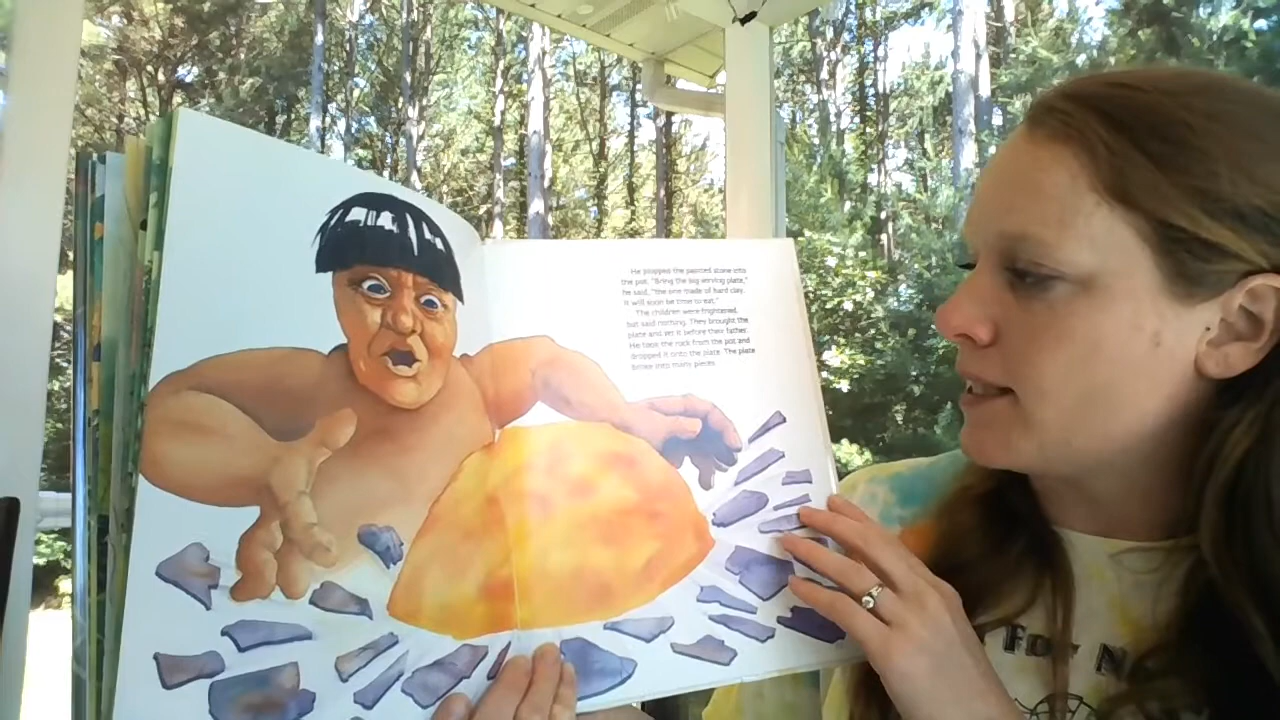 He plopped the painted stone into
the pot. "Bring the big serving plate,"
he said, "the one made of hard clay.
It will soon be time to eat."
The children were frightened,
but said nothing. They brought the
plate and set it before their father.
He took the rock from the pot and
dropped it onto the plate. The plate
broke into many pieces.